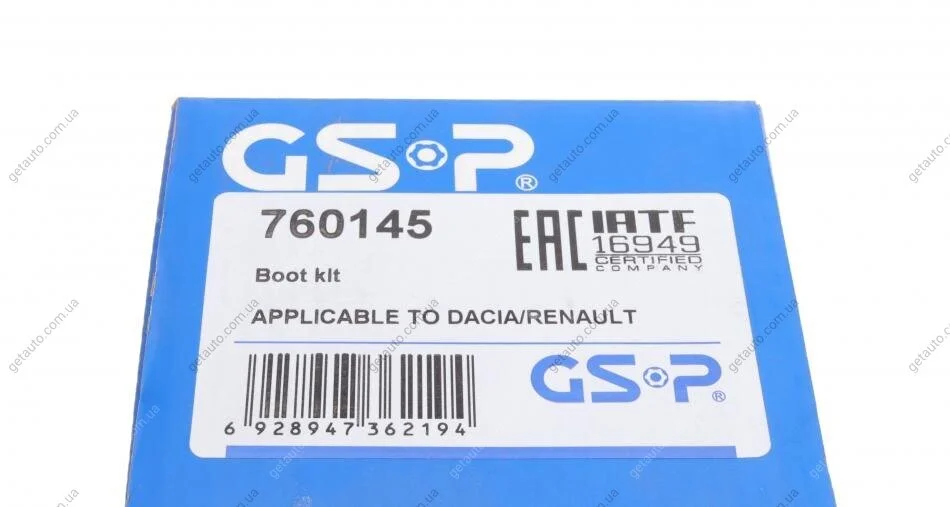 GSP®
760145
EAC
IATF
16949
CERTIFIED
COMPANY
Boot kit
APPLICABLE TO DACIA/RENAULT
GSP®
6 928947 362194
getauto.com.ua